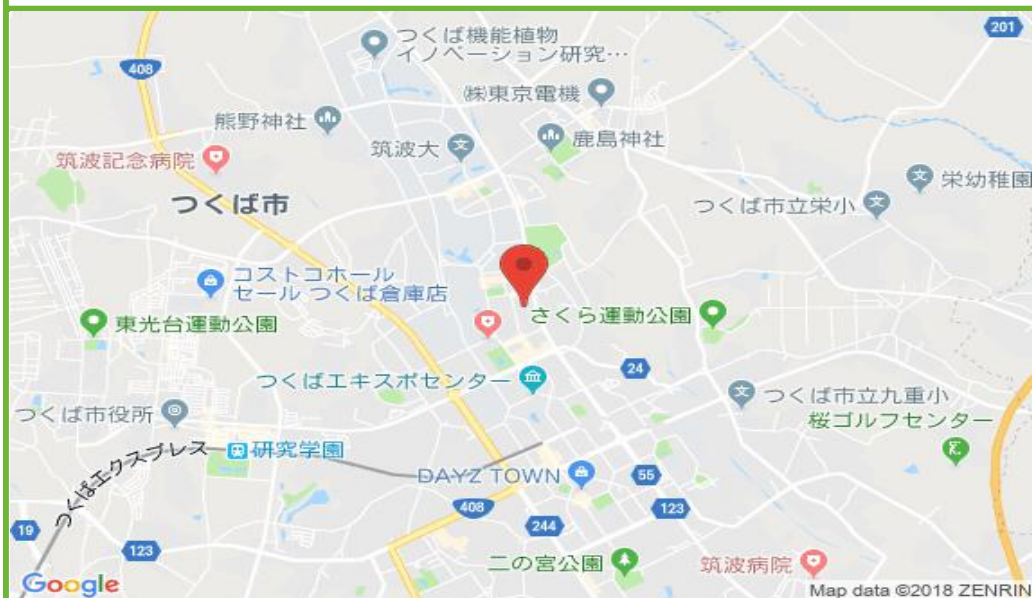 つくば機能植物
イノベーション研究…
201
408
㈱東京電機
熊野神社
鹿島神社
筑波大
筑波記念病院
栄幼稚園
つくば市
つくば市立栄小
コストコホール
セール つくば倉庫店
さくら運動公園
東光台運動公園
24
つくばエキスポセンター
つくば市立九重小
つくば市役所
桜ゴルフセンター
つくばエクスプレス
研究学園
DAYZ TOWN
55
408
123
19
244
123
二の宮公園
筑波病院
Google
Map data ©2018 ZENRIN